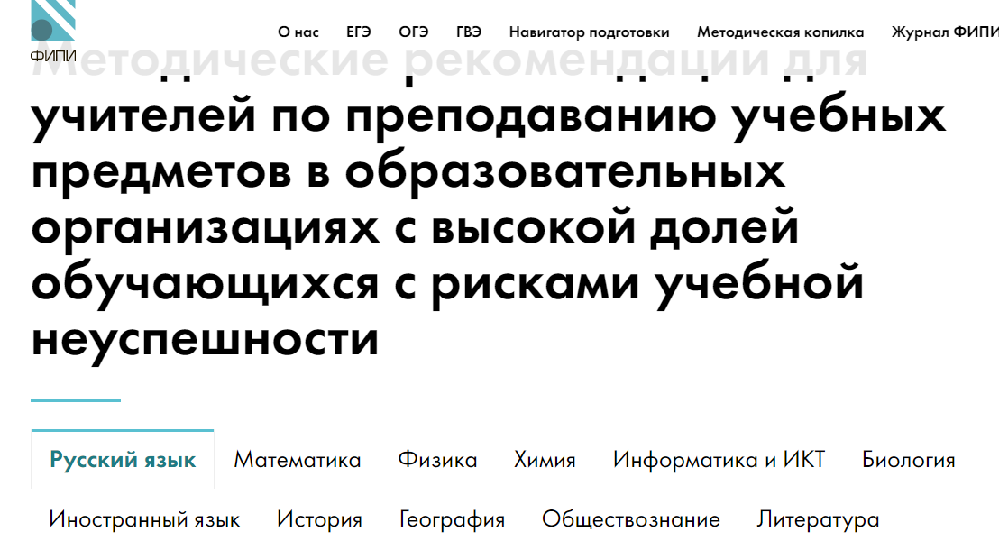 О нас ЕГЭ ОГЭ ГВЭ Навигатор подготовки Методическая копилка Журнал ФИПИ
ФИПИ
Методические рекомендации для
учителей по преподаванию учебных
предметов в образовательных
организациях с высокой долей
обучающихся с рисками учебной
неуспешности
Русский язык Математика Физика Химия Информатика и ИКТ Биология
Иностранный язык История География Обществознание Литература